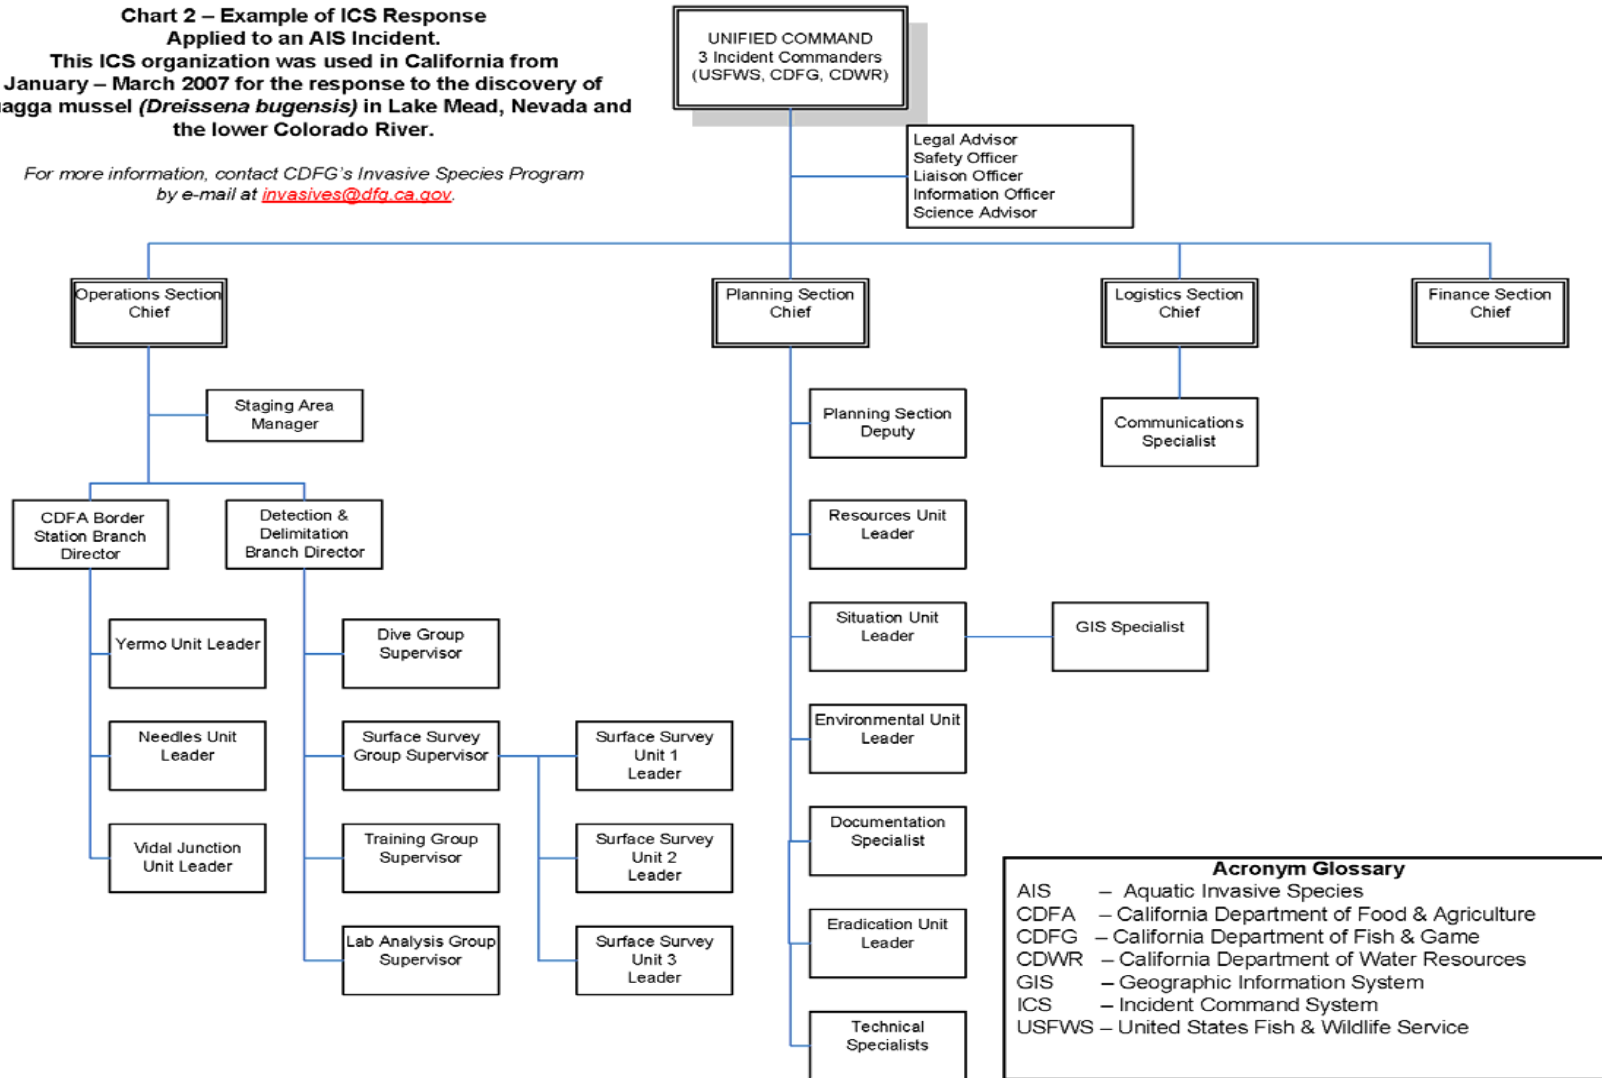 Chart 2 – Example of ICS Response
Applied to an AIS Incident.
This ICS organization was used in California from
January – March 2007 for the response to the discovery of
agga mussel (Dreissena bugensis) in Lake Mead, Nevada and
the lower Colorado River.
For more information, contact CDFG's Invasive Species Program
by e-mail at invasives@dfg.ca.gov.
UNIFIED COMMAND
3 Incident Commanders
(USFWS, CDFG, CDWR)
Legal Advisor
Safety Officer
Liaison Officer
Information Officer
Science Advisor
Operations Section
Chief
Planning Section
Chief
Logistics Section
Chief
Finance Section
Chief
Staging Area
Manager
Planning Section
Deputy
Communications
Specialist
CDFA Border
Station Branch
Director
Detection &
Delimitation
Branch Director
Resources Unit
Leader
Yermo Unit Leader
Dive Group
Supervisor
Situation Unit
Leader
GIS Specialist
Needles Unit
Leader
Surface Survey
Group Supervisor
Surface Survey
Unit 1
Leader
Environmental Unit
Leader
Vidal Junction
Unit Leader
Training Group
Supervisor
Surface Survey
Unit 2
Leader
Documentation
Specialist
Lab Analysis Group
Supervisor
Surface Survey
Unit 3
Leader
Eradication Unit
Leader
Technical
Specialists
Acronym Glossary
AIS – Aquatic Invasive Species
CDFA – California Department of Food & Agriculture
CDFG – California Department of Fish & Game
CDWR – California Department of Water Resources
GIS – Geographic Information System
ICS – Incident Command System
USFWS – United States Fish & Wildlife Service